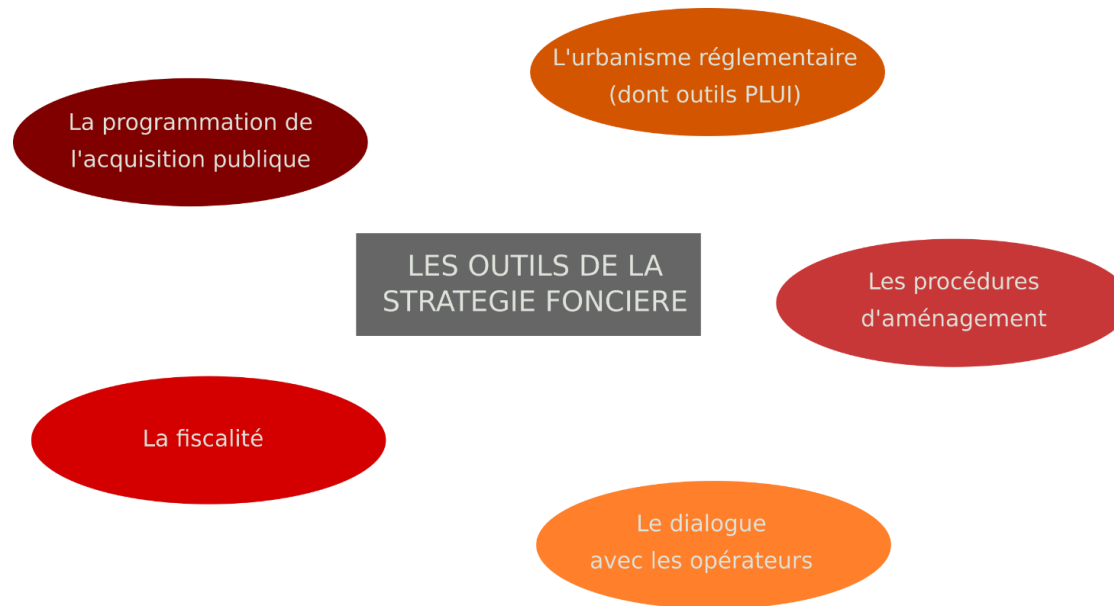 L'urbanisme réglementaire
(dont outils PLUI)
La programmation de
l'acquisition publique
LES OUTILS DE LA
STRATEGIE FONCIERE
Les procédures
d'aménagement
La fiscalité
Le dialogue
avec les opérateurs